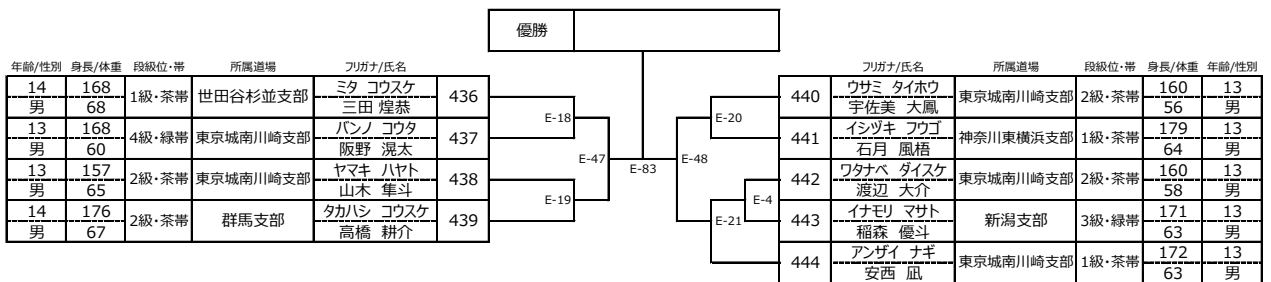 優勝
年齢/性別 身長/体重 段級位・帯 所属道場 フリガナ/氏名
14 168 1級・茶帯 世田谷杉並支部 ミタ コウスケ 436
男 68 三田 煌恭
13 168 4級・緑帯 東京城南川崎支部 バンノ コウタ 437
男 60 阪野 滉太
13 157 2級・茶帯 東京城南川崎支部 ヤマキ ハヤト 438
男 65 山木 隼斗
14 176 2級・茶帯 群馬支部 タカハシ コウスケ 439
男 67 高橋 耕介
E-18
E-19
E-47
E-83
E-48
E-20
E-21
E-4
フリガナ/氏名 所属道場 段級位・帯 身長/体重 年齢/性別
440 ウサミ タイホウ 東京城南川崎支部 2級・茶帯 160 13
宇佐美 大鳳 56 男
441 イシヅキ フウゴ 神奈川東横浜支部 1級・茶帯 179 13
石月 風梧 64 男
442 ワタナベ ダイスケ 東京城南川崎支部 2級・茶帯 160 13
渡辺 大介 58 男
443 イナモリ マサト 新潟支部 3級・緑帯 171 13
稲森 優斗 63 男
444 アンザイ ナギ 東京城南川崎支部 1級・茶帯 172 13
安西 凪 63 男